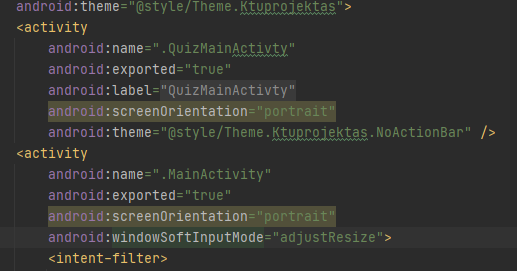 android:theme="@style/Theme.Ktuprojektas">
<activity
android:name=".QuizMainActivty"
android:exported="true"
android:label="QuizMainActivty"
android:screenOrientation="portrait"
android:theme="@style/Theme.Ktuprojektas.NoActionBar" />
<activity
android:name=".MainActivity"
android:exported="true"
android:screenOrientation="portrait"
android:windowSoftInputMode="adjustResize">
<intent-filter>